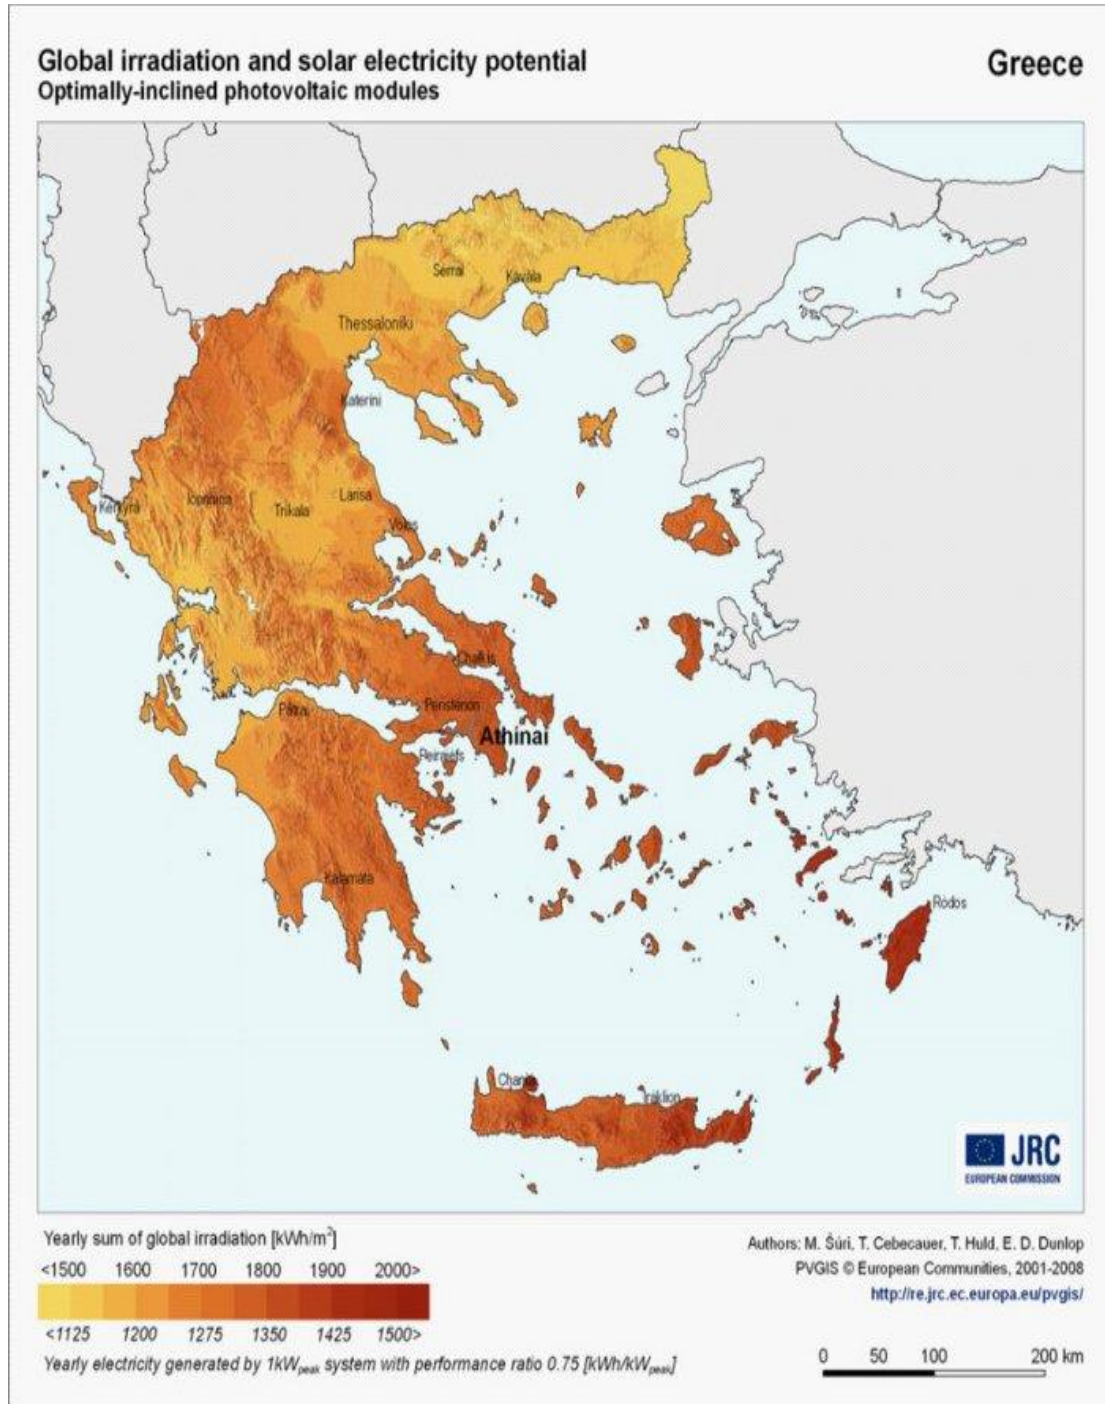 Global irradiation and solar electricity potential
Optimally-inclined photovoltaic modules
Greece
Serrai
Kavala
Thessaloniki
Katerini
Kerkyra
Ioannina
Trikala
Larisa
Volos
Chalkis
Patrai
Peristerion
Athinai
Peiraiefs
Kalamata
Ródos
Chania
Iraklion
JRC
EUROPEAN COMMISSION
Yearly sum of global irradiation [kWh/m²]
<1500 1600 1700 1800 1900 2000>
<1125 1200 1275 1350 1425 1500>
Yearly electricity generated by 1kWpeak system with performance ratio 0.75 [kWh/kWpeak]
Authors: M. Šúri, T. Cebecauer, T. Huld, E. D. Dunlop
PVGIS © European Communities, 2001-2008
http://re.jrc.ec.europa.eu/pvgis/
0 50 100 200 km